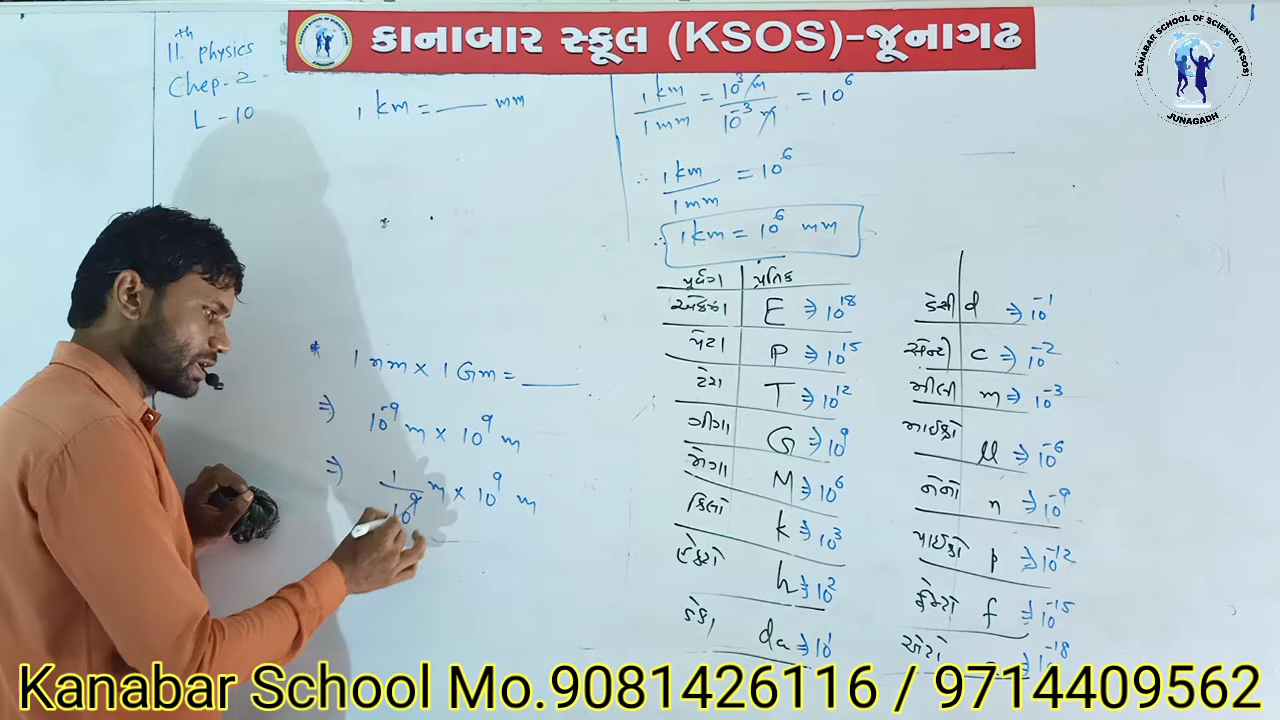 કાનાબાર સ્કૂલ (KSOS)-જૂનાગઢ
KANABAR SCHOOL OF SCIENCE (KSOS)
JUNAGADH
11th physics
Chep-2
L-10
1 km = ___ mm
1 km / 1 mm = 10³ m / 10⁻³ m = 10⁶
∴ 1 km / 1 mm = 10⁶
∴ 1 km = 10⁶ mm
* 1 nm × 1 Gm = ___
⇒ 10⁻⁹ m × 10⁹ m
⇒ 1/10⁹ m × 10⁹ m
પૂર્વગ પ્રતિક
એક્ઝા E ⇒ 10¹⁸
પેટા P ⇒ 10¹⁵
ટેરા T ⇒ 10¹²
ગીગા G ⇒ 10⁹
મેગા M ⇒ 10⁶
કિલો k ⇒ 10³
હેક્ટો h ⇒ 10²
ડેકા da ⇒ 10¹
ડેસી d ⇒ 10⁻¹
સેન્ટી c ⇒ 10⁻²
મીલી m ⇒ 10⁻³
માઈક્રો μ ⇒ 10⁻⁶
નેનો n ⇒ 10⁻⁹
પાઈકો p ⇒ 10⁻¹²
ફેમ્ટો f ⇒ 10⁻¹⁵
એટો ⇒ 10⁻¹⁸
Kanabar School Mo.9081426116 / 9714409562